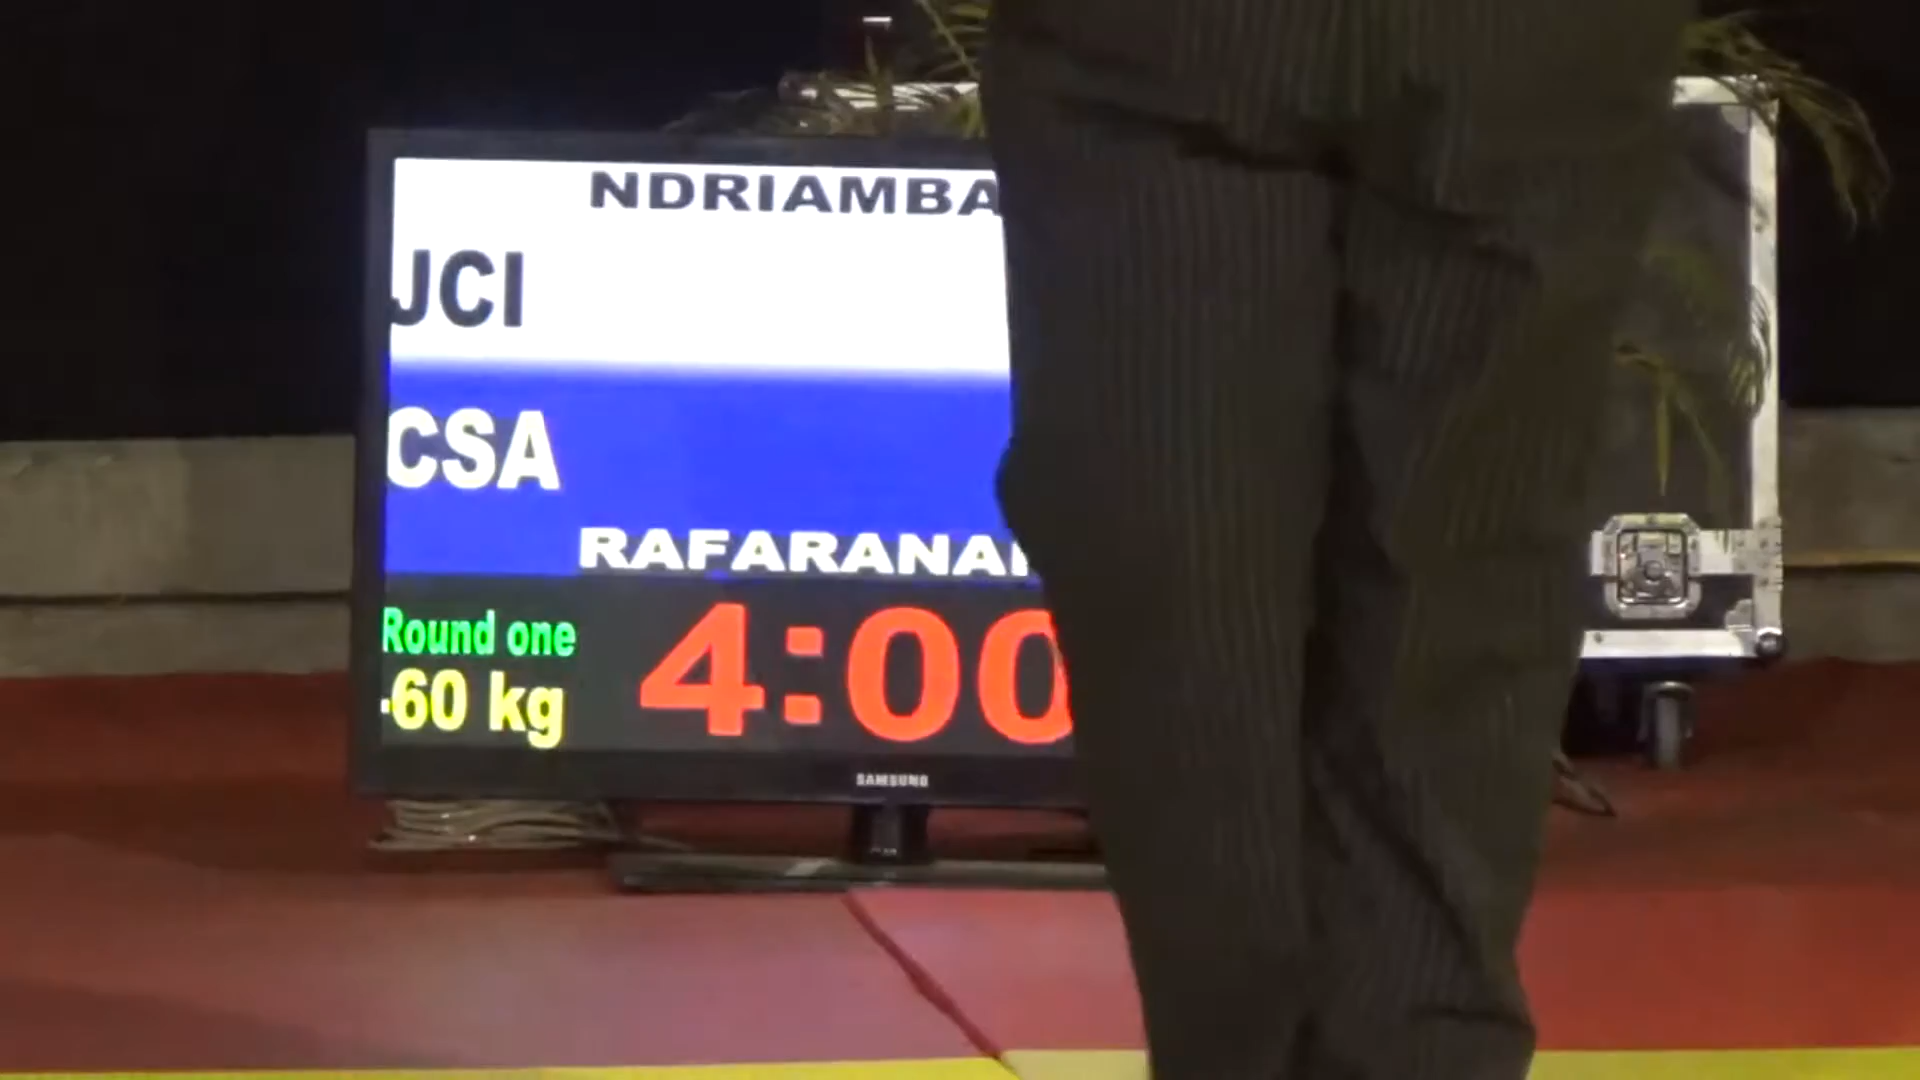 NDRIAMBA
JCI
CSA
RAFARANA
Round one
-60 kg
4:00
SAMSUNG